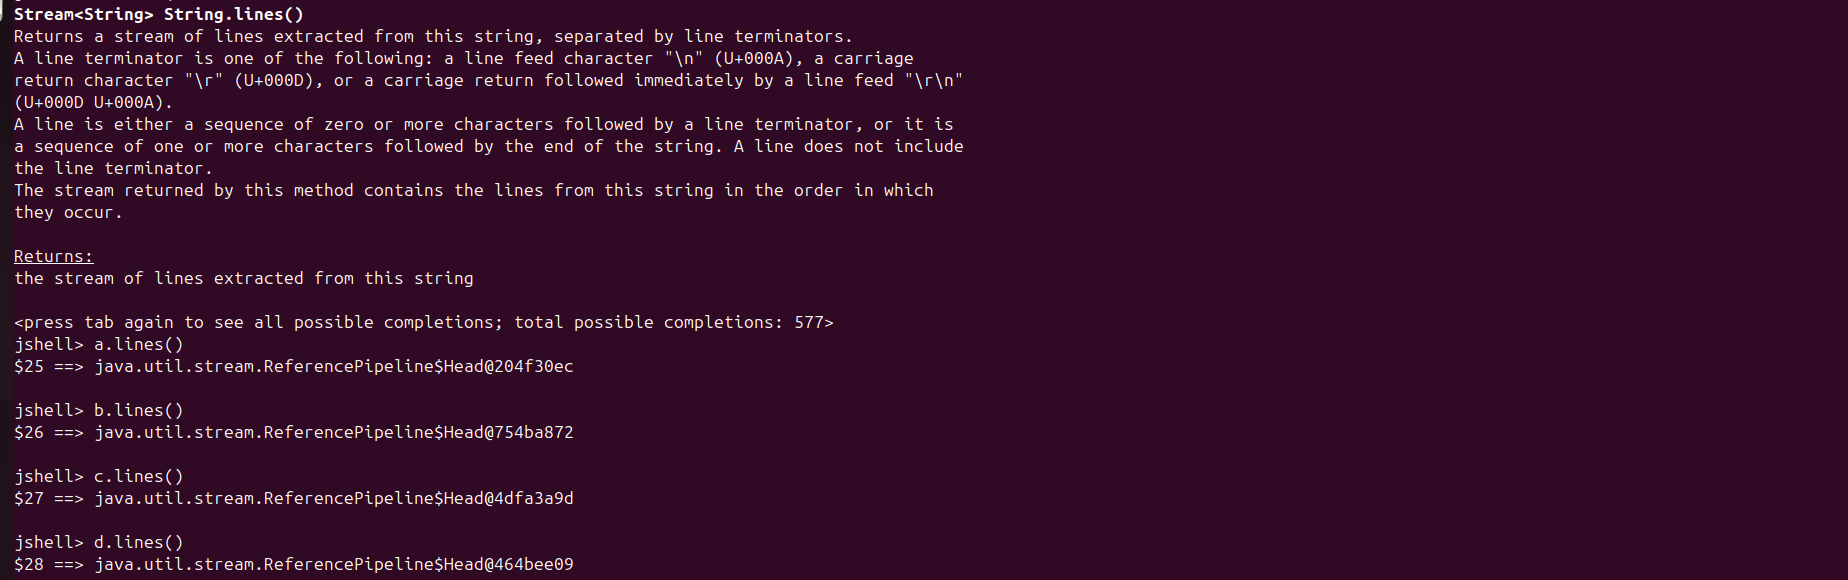 Stream<String> String.lines()
Returns a stream of lines extracted from this string, separated by line terminators.
A line terminator is one of the following: a line feed character "\n" (U+000A), a carriage
return character "\r" (U+000D), or a carriage return followed immediately by a line feed "\r\n"
(U+000D U+000A).
A line is either a sequence of zero or more characters followed by a line terminator, or it is
a sequence of one or more characters followed by the end of the string. A line does not include
the line terminator.
The stream returned by this method contains the lines from this string in the order in which
they occur.
Returns:
the stream of lines extracted from this string
<press tab again to see all possible completions; total possible completions: 577>
jshell> a.lines()
$25 ==> java.util.stream.ReferencePipeline$Head@204f30ec
jshell> b.lines()
$26 ==> java.util.stream.ReferencePipeline$Head@754ba872
jshell> c.lines()
$27 ==> java.util.stream.ReferencePipeline$Head@4dfa3a9d
jshell> d.lines()
$28 ==> java.util.stream.ReferencePipeline$Head@464bee09